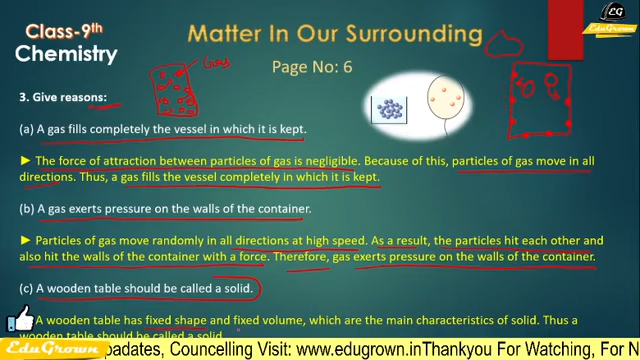 Class-9th
Chemistry
Matter In Our Surrounding
EG
EduGrown
Page No: 6
Gas
3. Give reasons:
(a) A gas fills completely the vessel in which it is kept.
► The force of attraction between particles of gas is negligible. Because of this, particles of gas move in all
directions. Thus, a gas fills the vessel completely in which it is kept.
(b) A gas exerts pressure on the walls of the container.
► Particles of gas move randomly in all directions at high speed. As a result, the particles hit each other and
also hit the walls of the container with a force. Therefore, gas exerts pressure on the walls of the container.
(c) A wooden table should be called a solid.
A wooden table has fixed shape and fixed volume, which are the main characteristics of solid. Thus a
wooden table should be called a solid.
EduGrown
padates, Councelling Visit: www.edugrown.inThankyou For Watching, For N